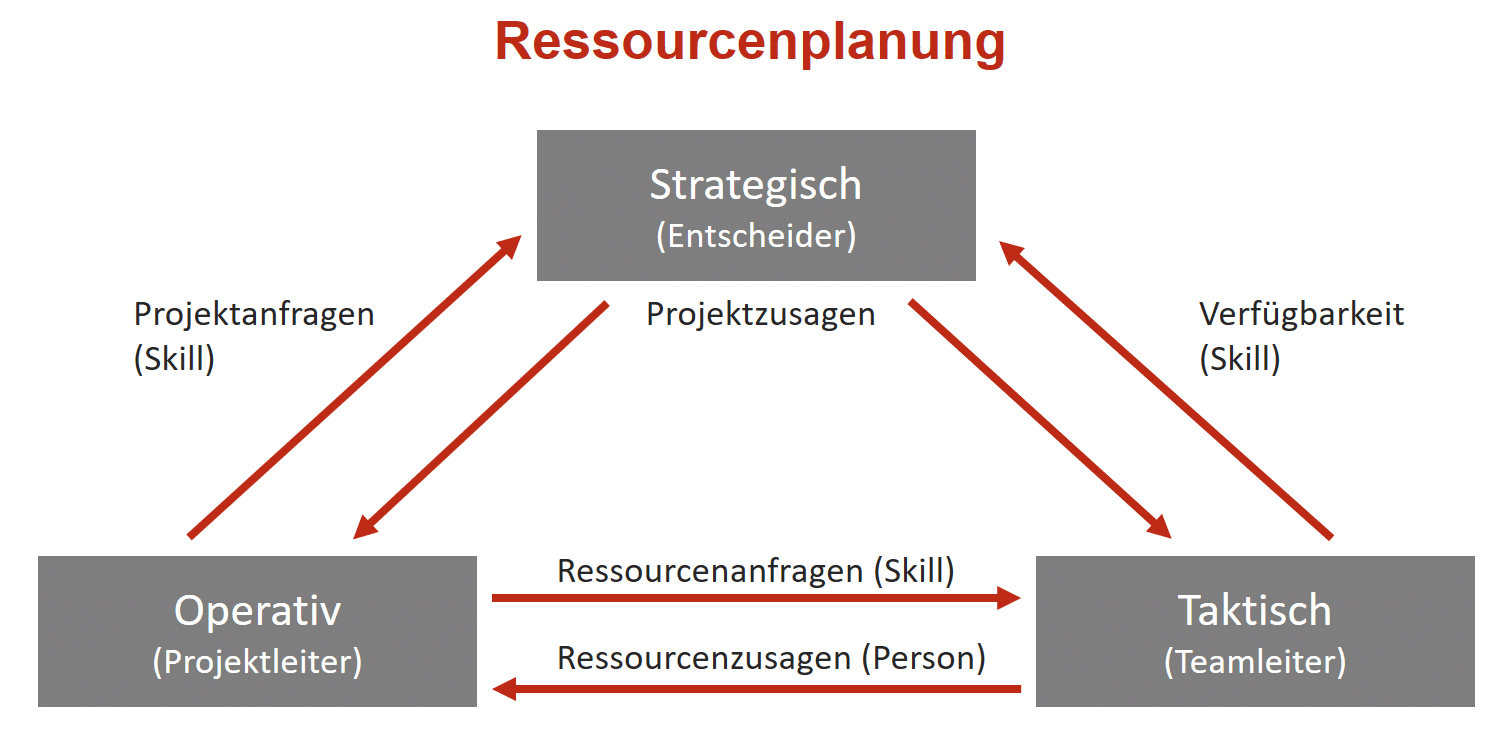 Ressourcenplanung
Strategisch
(Entscheider)
Projektanfragen
(Skill)
Projektzusagen
Verfügbarkeit
(Skill)
Operativ
(Projektleiter)
Ressourcenanfragen (Skill)
Ressourcenzusagen (Person)
Taktisch
(Teamleiter)